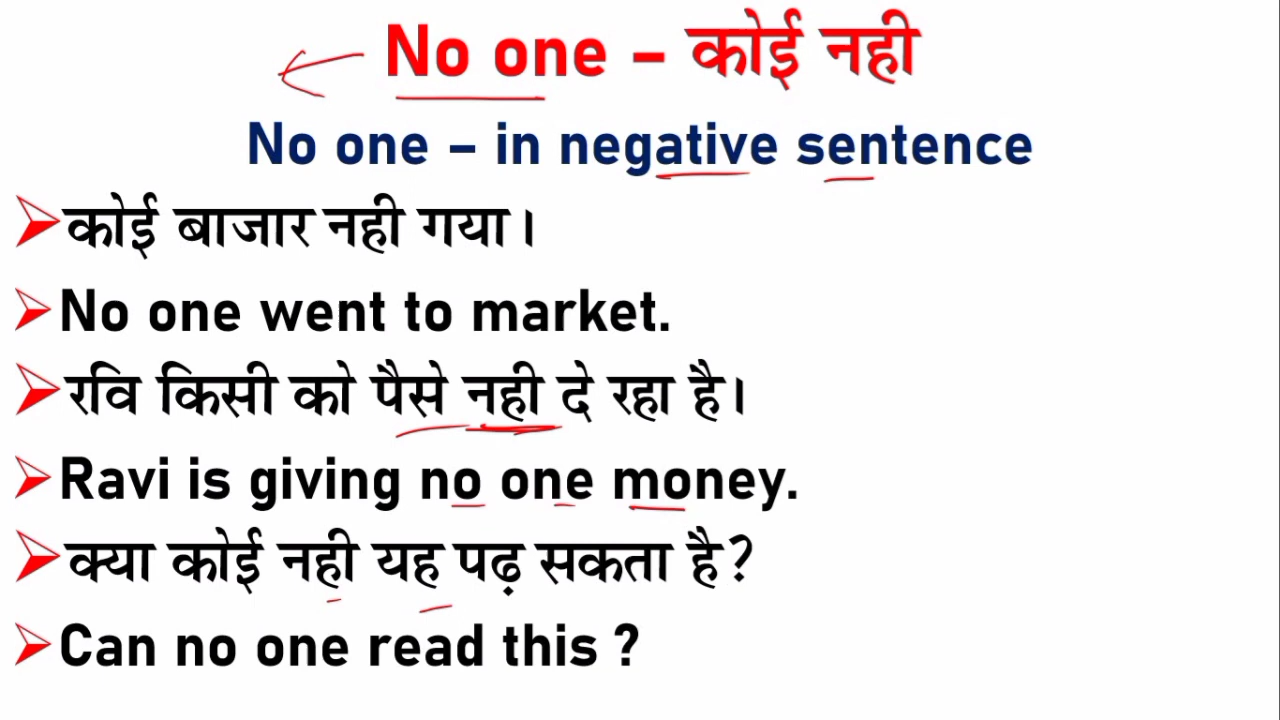 No one – कोई नही
No one – in negative sentence
कोई बाजार नही गया।
No one went to market.
रवि किसी को पैसे नही दे रहा है।
Ravi is giving no one money.
क्या कोई नही यह पढ़ सकता है?
Can no one read this ?